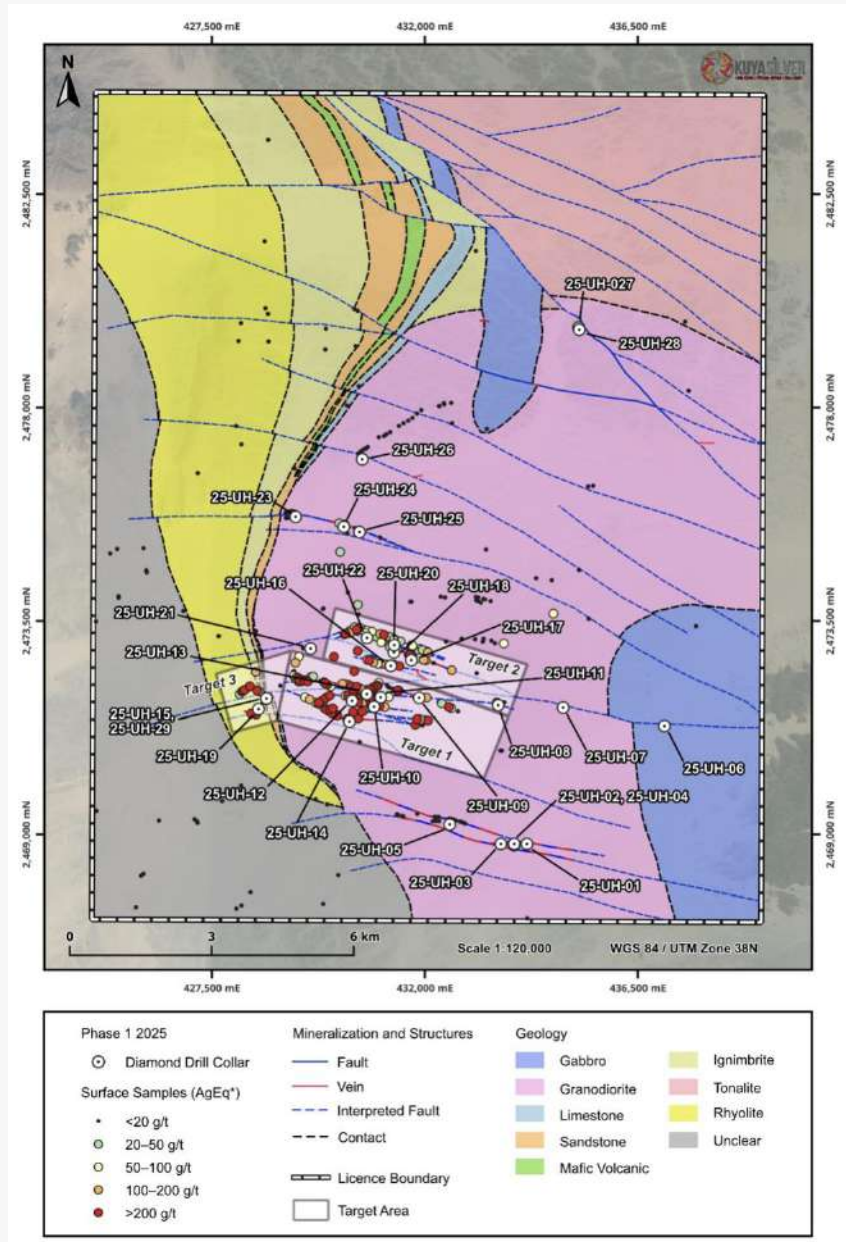 427,500 mE
432,000 mE
436,500 mE
N
KUYASILVER
2,482,500 mN
2,482,500 mN
25-UH-027
25-UH-28
2,478,000 mN
2,478,000 mN
25-UH-26
25-UH-23
25-UH-24
25-UH-25
25-UH-22
25-UH-20
25-UH-16
25-UH-18
2,473,500 mN
2,473,500 mN
25-UH-21
25-UH-17
25-UH-13
Target 2
25-UH-11
Target 3
25-UH-15
25-UH-29
Target 1
25-UH-08
25-UH-07
25-UH-06
25-UH-19
25-UH-10
25-UH-12
25-UH-09
25-UH-02, 25-UH-04
25-UH-14
2,469,000 mN
2,469,000 mN
25-UH-05
25-UH-03
25-UH-01
0
3
6 km
Scale 1:120,000
WGS 84 / UTM Zone 38N
427,500 mE
432,000 mE
436,500 mE
Phase 1 2025
Diamond Drill Collar
Surface Samples (AgEq*)
<20 g/t
20–50 g/t
50–100 g/t
100–200 g/t
>200 g/t
Mineralization and Structures
Fault
Vein
Interpreted Fault
Contact
Licence Boundary
Target Area
Geology
Gabbro
Granodiorite
Limestone
Sandstone
Mafic Volcanic
Ignimbrite
Tonalite
Rhyolite
Unclear